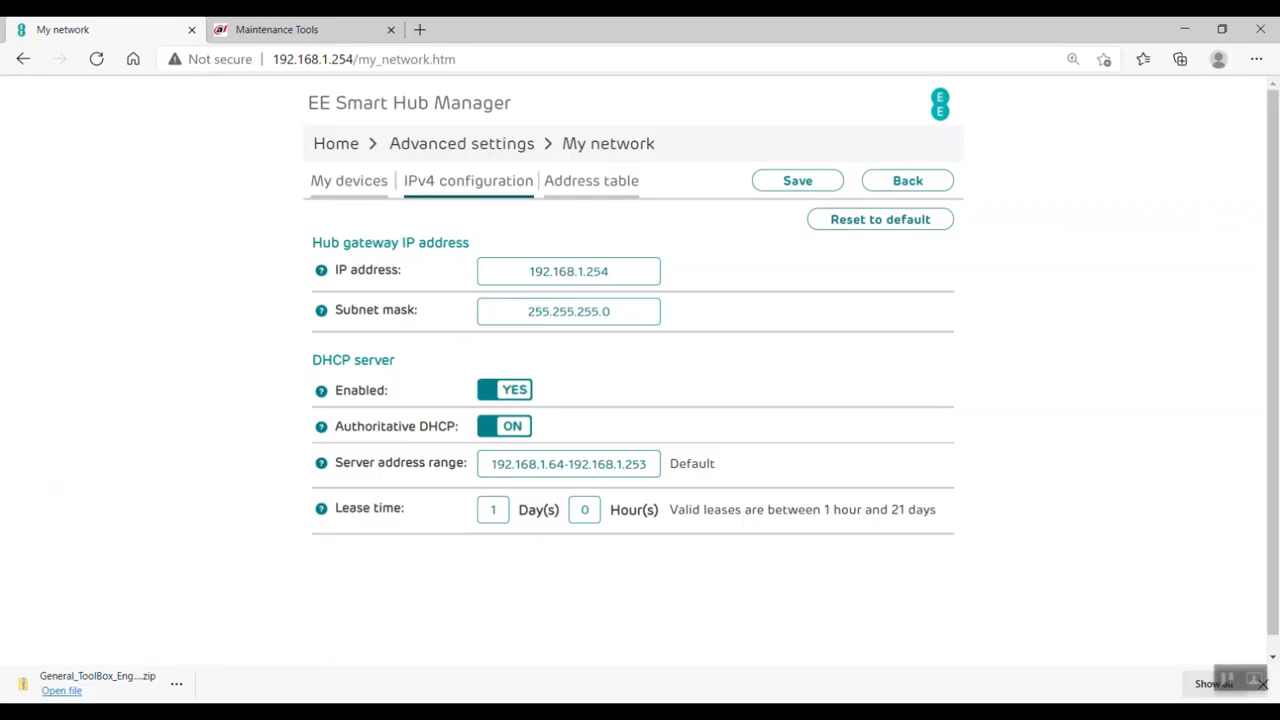 My network
Maintenance Tools
Not secure | 192.168.1.254/my_network.htm
EE Smart Hub Manager
E
E
Home > Advanced settings > My network
My devices | IPv4 configuration | Address table
Save
Back
Reset to default
Hub gateway IP address
? IP address: 192.168.1.254
? Subnet mask: 255.255.255.0
DHCP server
? Enabled: YES
? Authoritative DHCP: ON
? Server address range: 192.168.1.64-192.168.1.253 Default
? Lease time: 1 Day(s) 0 Hour(s) Valid leases are between 1 hour and 21 days
General_ToolBox_Eng....zip
Open file
Show all